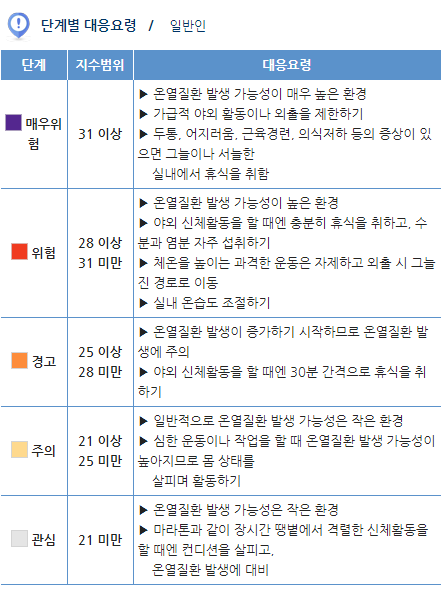 단계별 대응요령 / 일반인
단계 지수범위 대응요령
매우위
험
31 이상
▶ 온열질환 발생 가능성이 매우 높은 환경
▶ 가급적 야외 활동이나 외출을 제한하기
▶ 두통, 어지러움, 근육경련, 의식저하 등의 증상이 있
으면 그늘이나 서늘한
실내에서 휴식을 취함
위험
28 이상
31 미만
▶ 온열질환 발생 가능성이 높은 환경
▶ 야외 신체활동을 할 때엔 충분히 휴식을 취하고, 수
분과 염분 자주 섭취하기
▶ 체온을 높이는 과격한 운동은 자제하고 외출 시 그늘
진 경로로 이동
▶ 실내 온습도 조절하기
경고
25 이상
28 미만
▶ 온열질환 발생이 증가하기 시작하므로 온열질환 발
생에 주의
▶ 야외 신체활동을 할 때엔 30분 간격으로 휴식을 취
하기
주의
21 이상
25 미만
▶ 일반적으로 온열질환 발생 가능성은 작은 환경
▶ 심한 운동이나 작업을 할 때 온열질환 발생 가능성이
높아지므로 몸 상태를
살피며 활동하기
관심
21 미만
▶ 온열질환 발생 가능성은 작은 환경
▶ 마라톤과 같이 장시간 땡볕에서 격렬한 신체활동을
할 때엔 컨디션을 살피고,
온열질환 발생에 대비